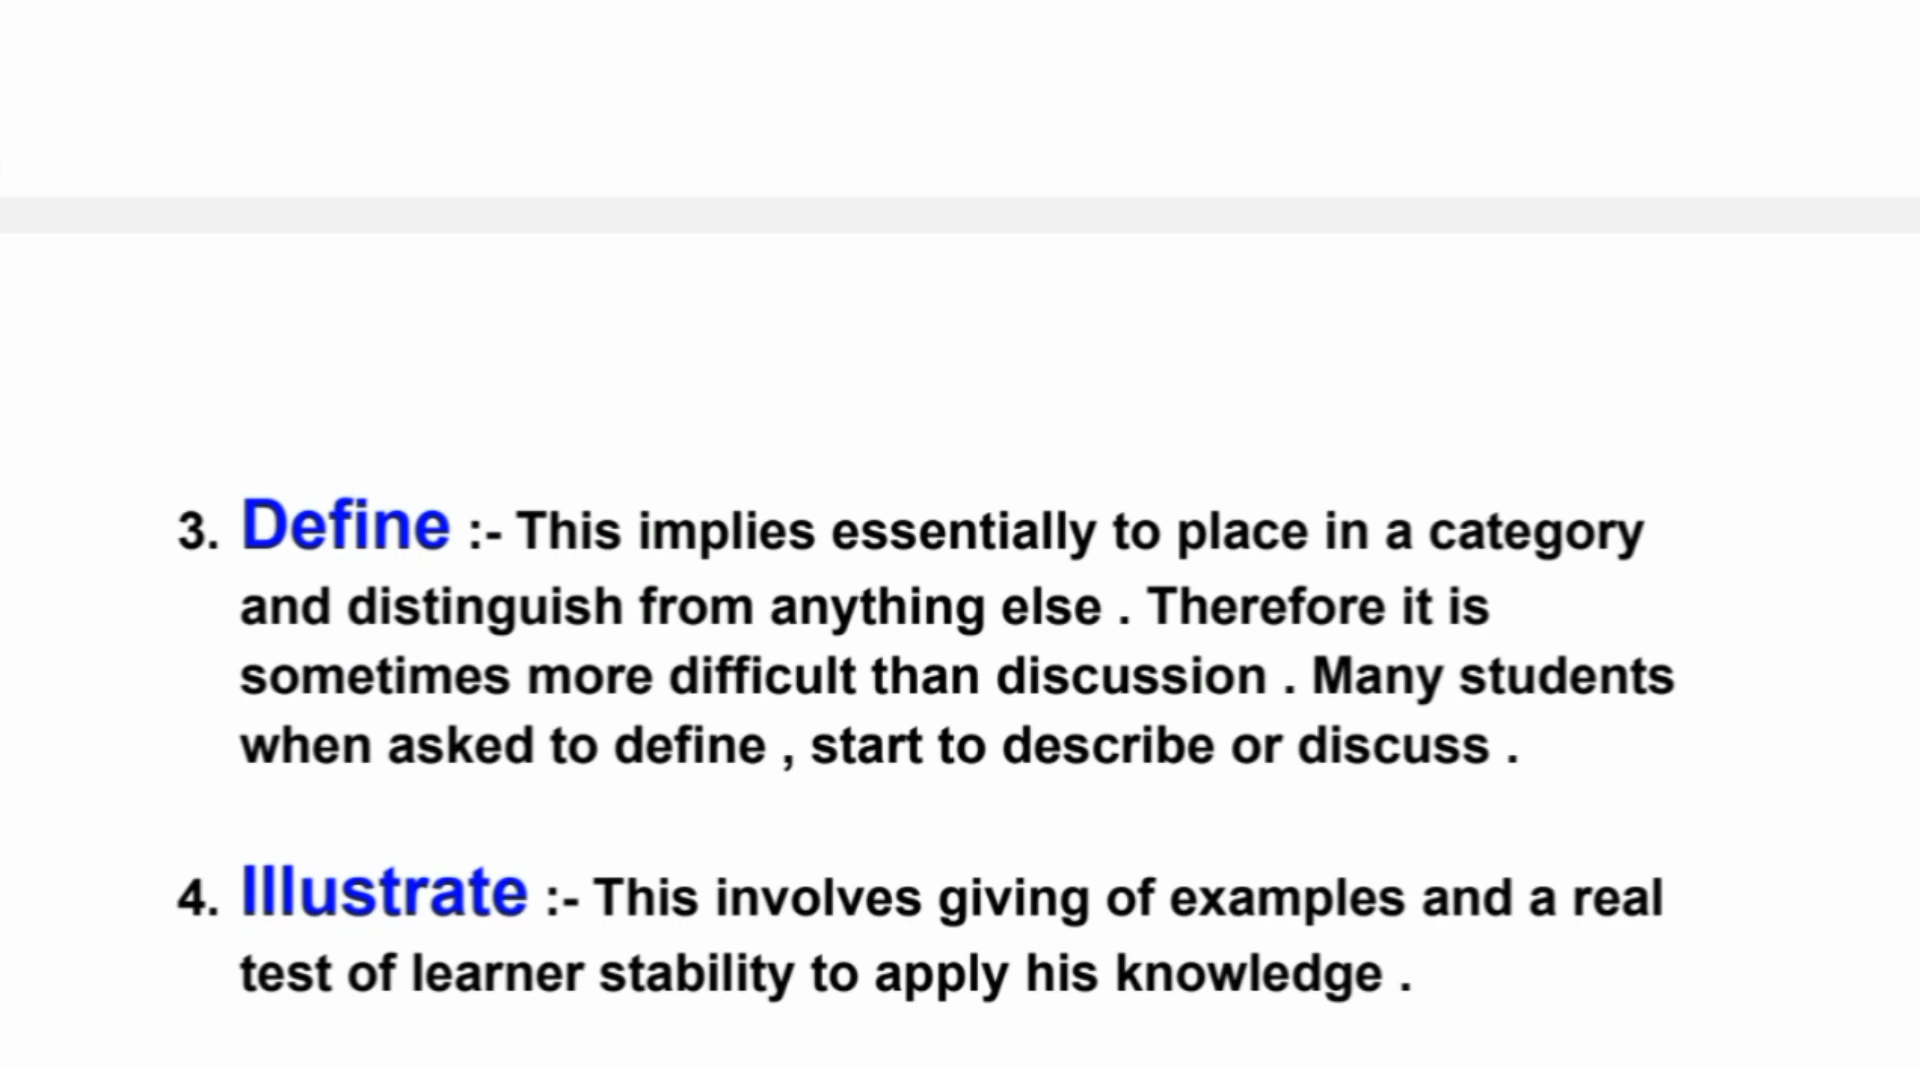 3. Define :- This implies essentially to place in a category
and distinguish from anything else . Therefore it is
sometimes more difficult than discussion . Many students
when asked to define , start to describe or discuss .
4. Illustrate :- This involves giving of examples and a real
test of learner stability to apply his knowledge .